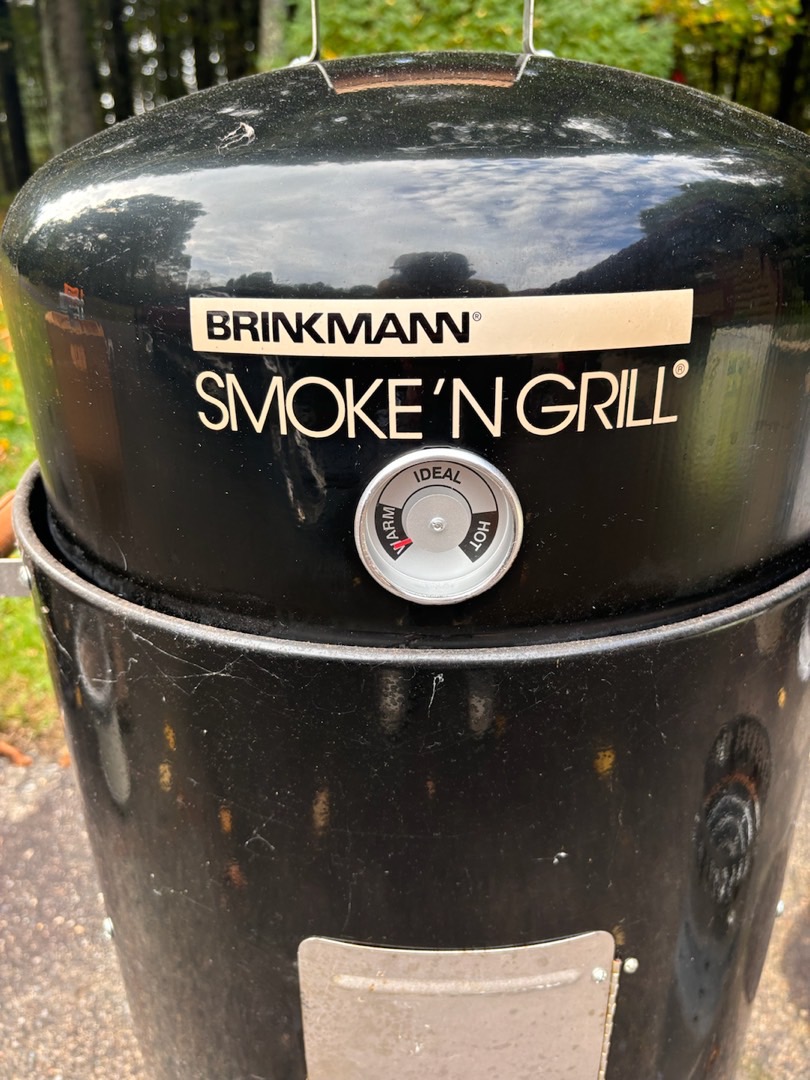 BRINKMANN®
SMOKE 'N GRILL®
IDEAL
WARM
HOT